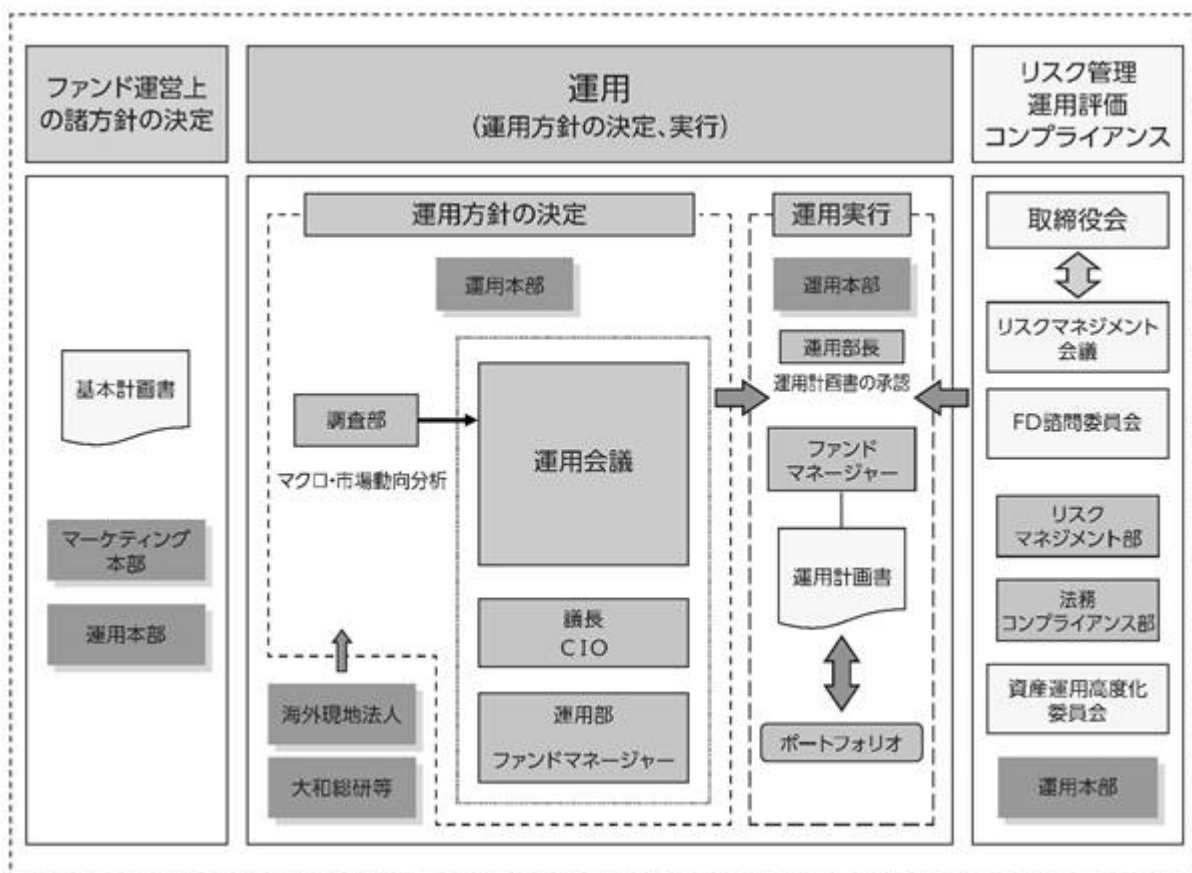 ファンド運営上
の諸方針の決定
運用
(運用方針の決定、実行)
リスク管理
運用評価
コンプライアンス
基本計画書
マーケティング
本部
運用本部
運用方針の決定
運用本部
調査部
マクロ・市場動向分析
運用会議
議長
CIO
運用部
ファンドマネージャー
海外現地法人
大和総研等
運用実行
運用本部
運用部長
運用計画書の承認
ファンド
マネージャー
運用計画書
ポートフォリオ
取締役会
リスクマネジメント
会議
FD諮問委員会
リスク
マネジメント部
法務
コンプライアンス部
資産運用高度化
委員会
運用本部